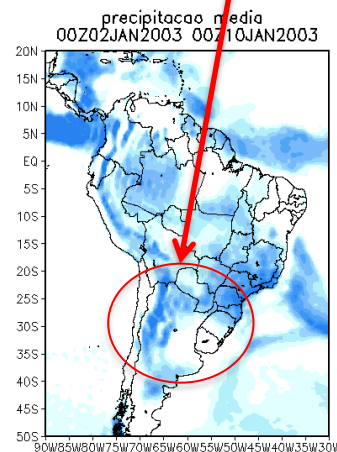 precipitacao media
00Z02JAN2003 00Z10JAN2003
20N
15N
10N
5N
EQ
5S
10S
15S
20S
25S
30S
35S
40S
45S
50S
90W85W80W75W70W65W60W55W50W45W40W35W30W